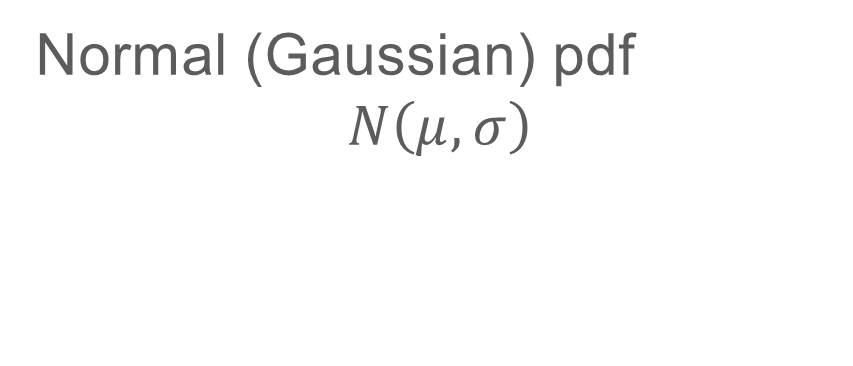 Normal (Gaussian) pdf
N(μ, σ)